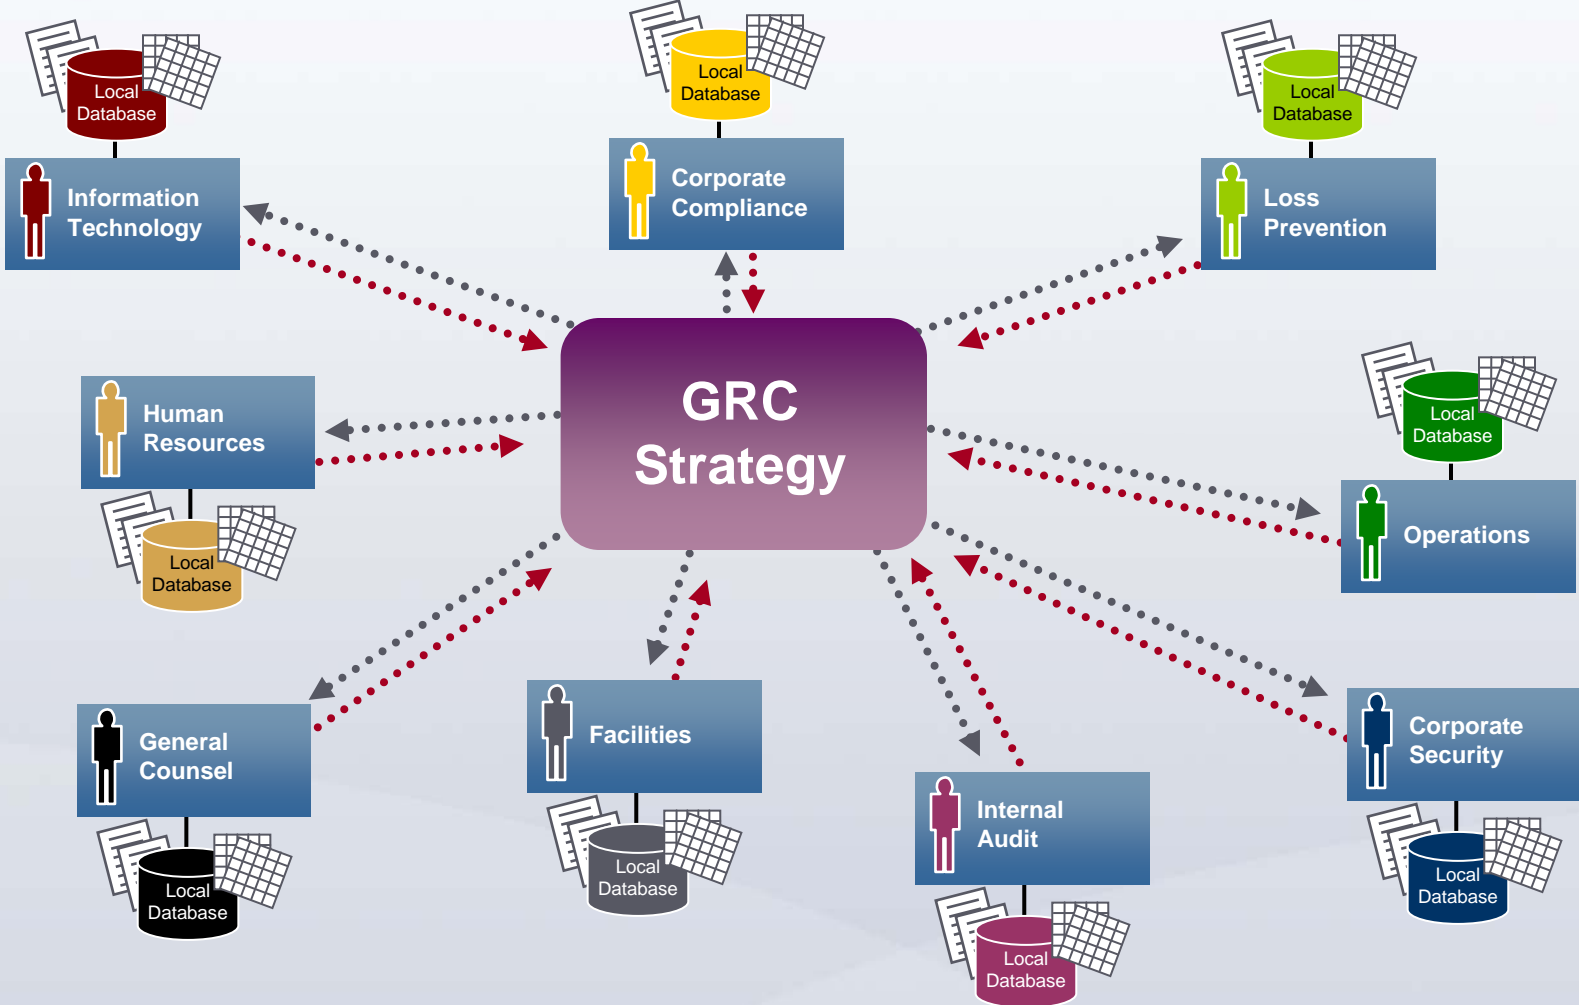 Local
Database
Information
Technology
Local
Database
Corporate
Compliance
Local
Database
Loss
Prevention
GRC
Strategy
Human
Resources
Local
Database
Local
Database
Operations
General
Counsel
Local
Database
Facilities
Local
Database
Internal
Audit
Local
Database
Corporate
Security
Local
Database